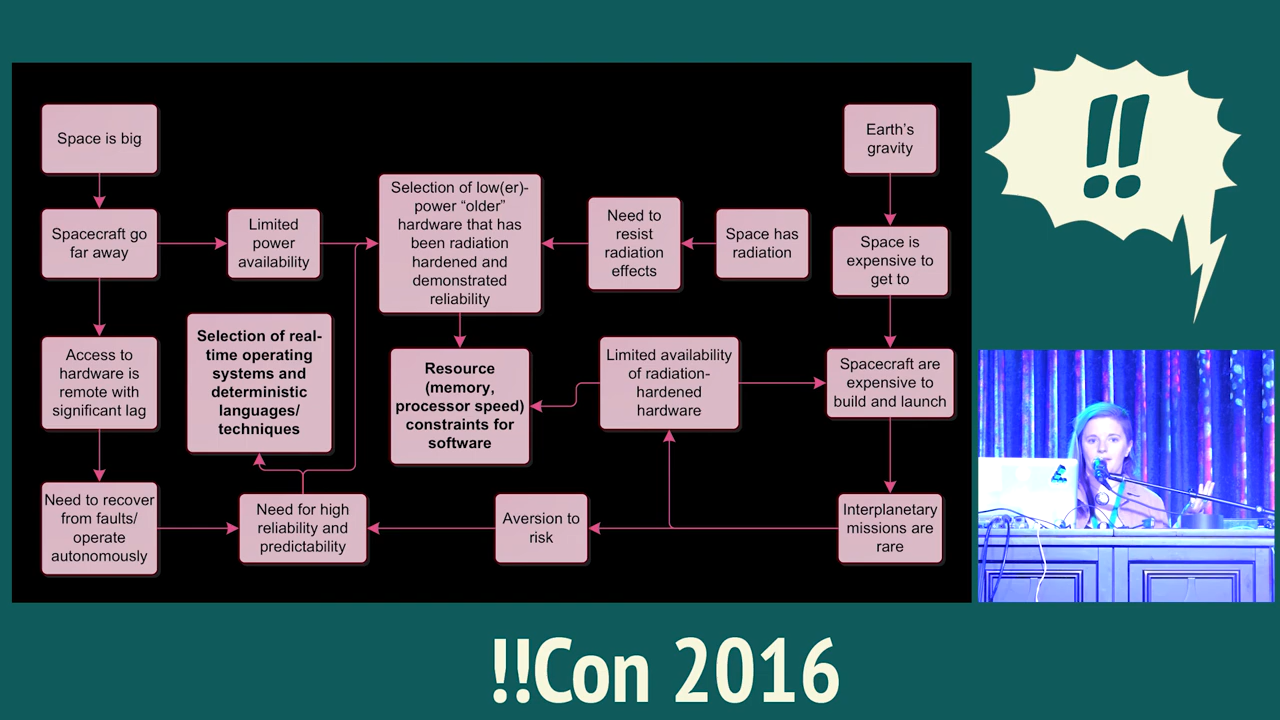 Space is big
Earth's
gravity
Selection of low(er)-
power “older”
hardware that has
been radiation
hardened and
demonstrated
reliability
Spacecraft go
far away
Limited
power
availability
Need to
resist
radiation
effects
Space has
radiation
Space is
expensive to
get to
Access to
hardware is
remote with
significant lag
Selection of real-
time operating
systems and
deterministic
languages/
techniques
Resource
(memory,
processor speed)
constraints for
software
Limited availability
of radiation-
hardened
hardware
Spacecraft are
expensive to
build and launch
Need to recover
from faults/
operate
autonomously
Need for high
reliability and
predictability
Aversion to
risk
Interplanetary
missions are
rare
!!
!!Con 2016